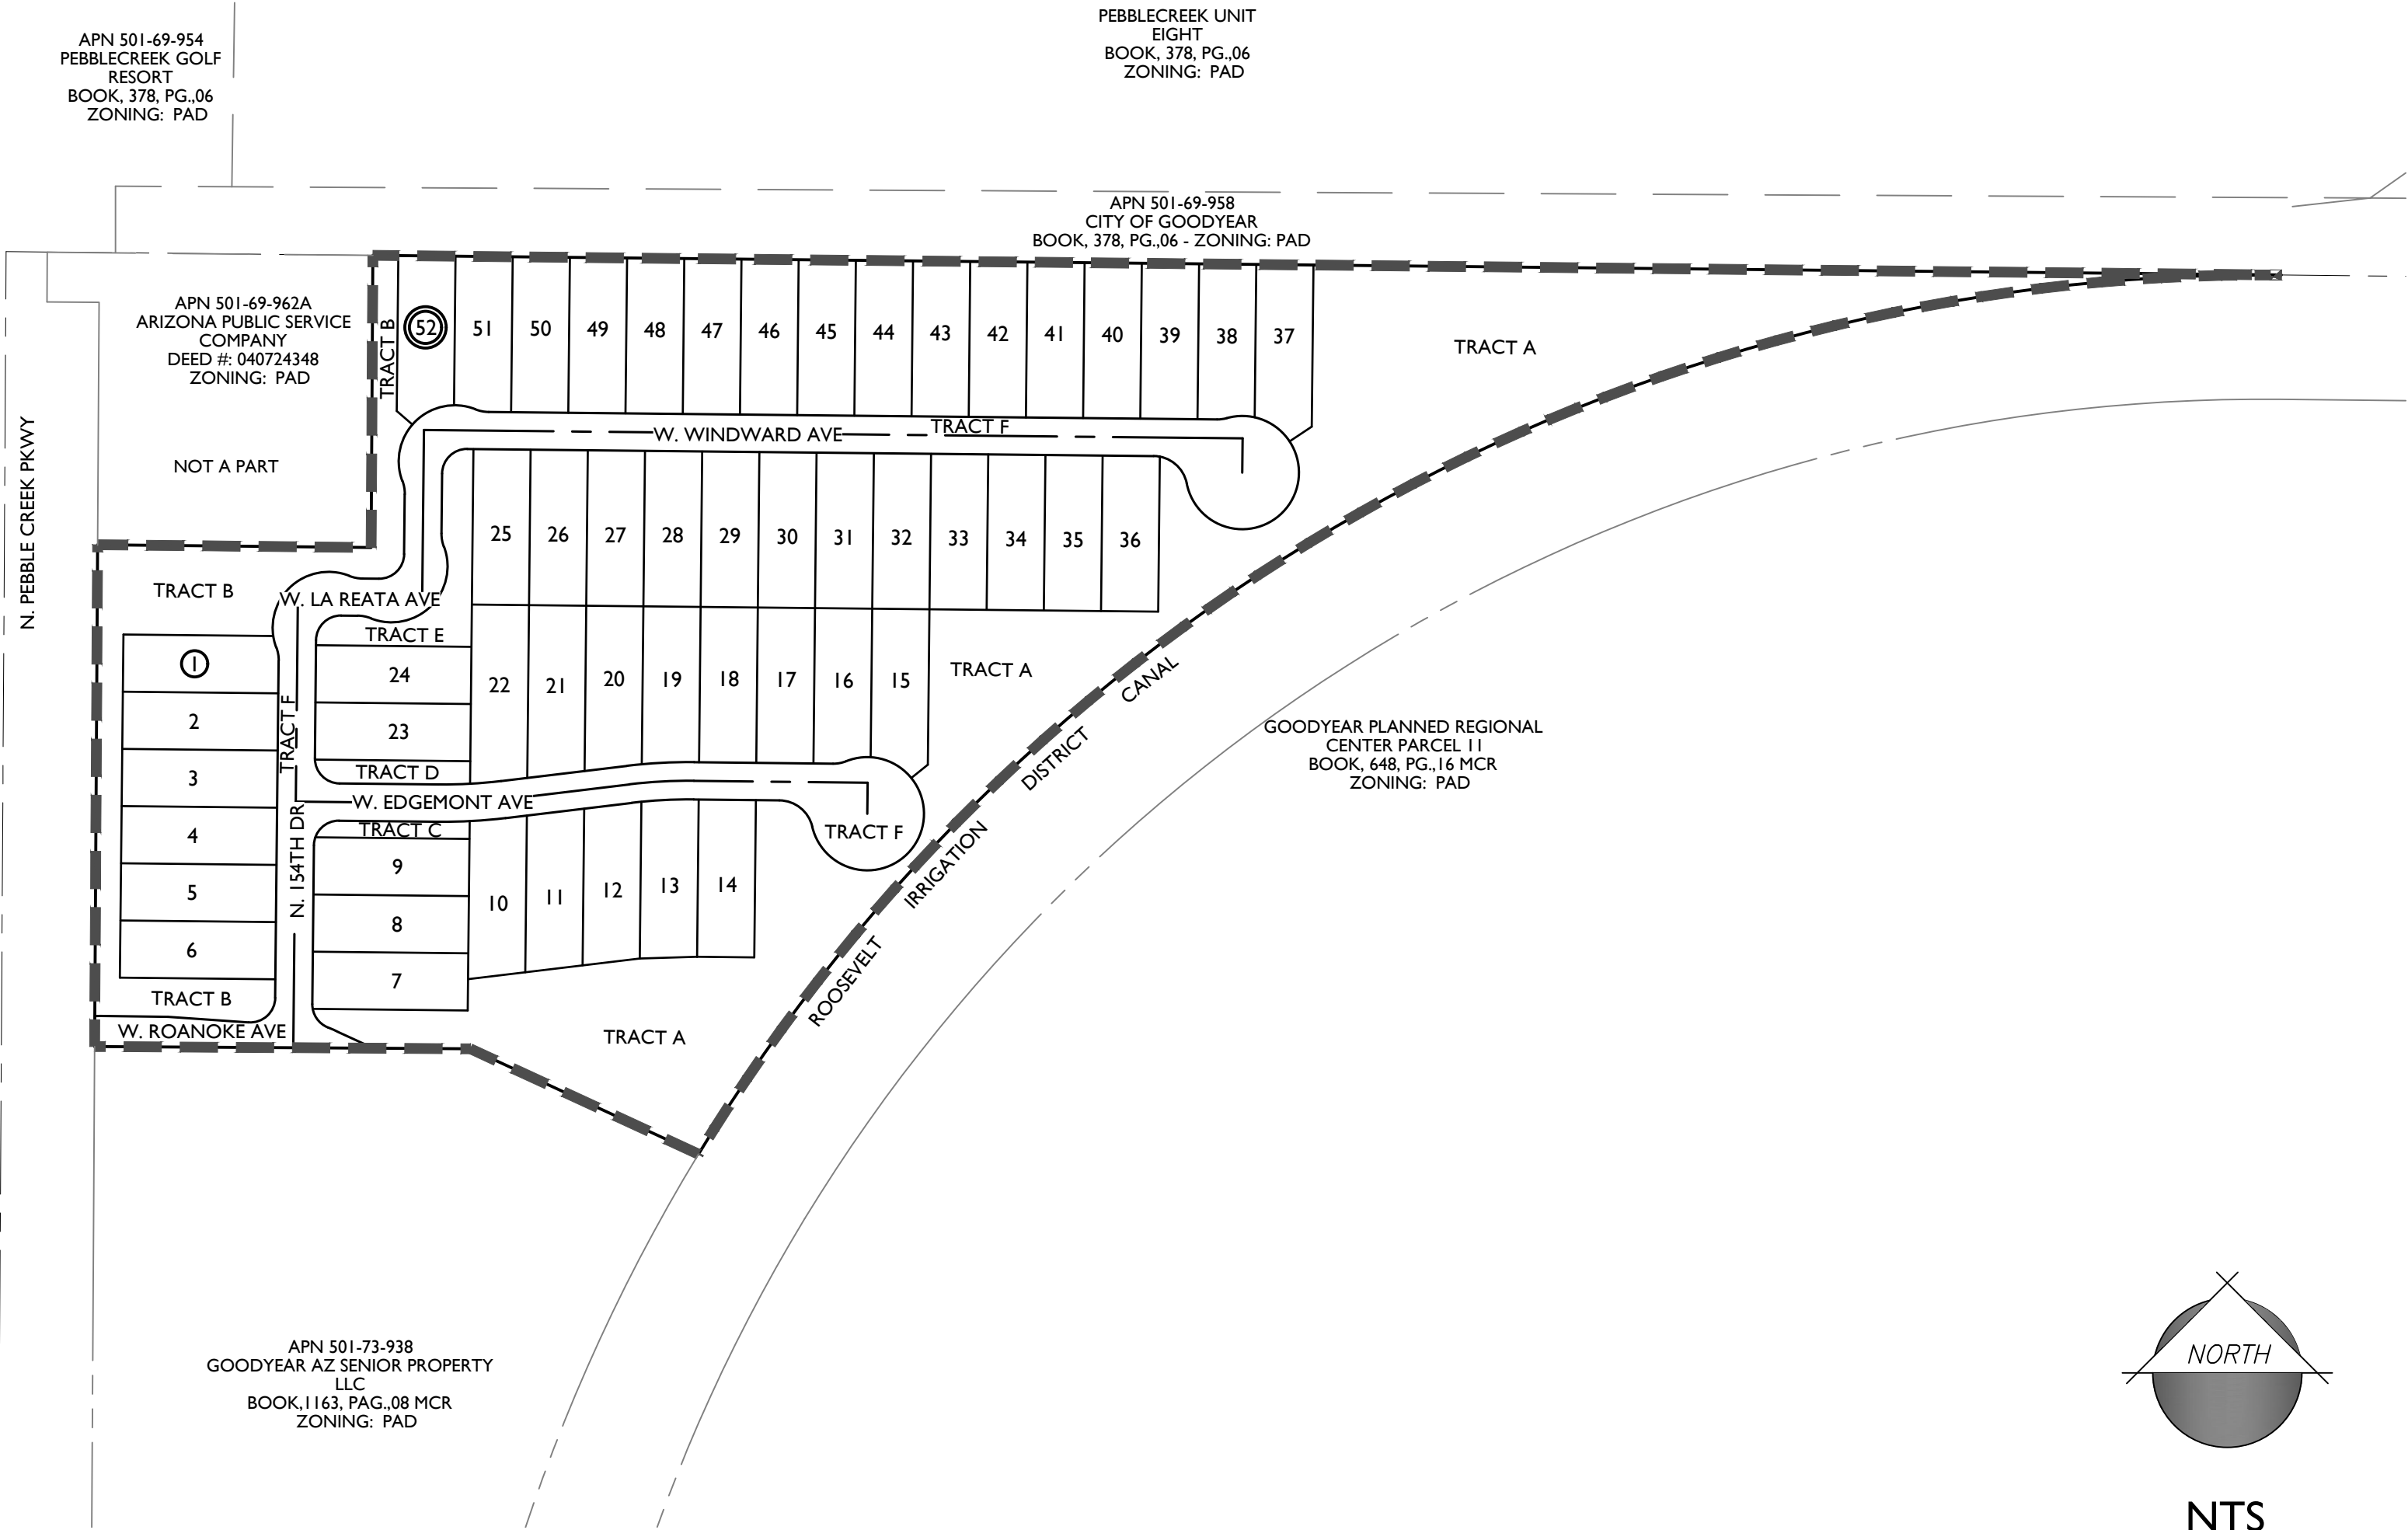 PEBBLECREEK UNIT
EIGHT
BOOK, 378, PG.,06
ZONING: PAD
APN 501-69-954
PEBBLECREEK GOLF
RESORT
BOOK, 378, PG.,06
ZONING: PAD
APN 501-69-958
CITY OF GOODYEAR
BOOK, 378, PG.,06 - ZONING: PAD
APN 501-69-962A
ARIZONA PUBLIC SERVICE
COMPANY
DEED #: 040724348
ZONING: PAD
NOT A PART
N. PEBBLE CREEK PKWY
TRACT B
52
51
50
49
48
47
46
45
44
43
42
41
40
39
38
37
TRACT A
W. WINDWARD AVE
TRACT F
25
26
27
28
29
30
31
32
33
34
35
36
TRACT B
W. LA REATA AVE
TRACT E
1
2
3
4
5
6
TRACT F
24
23
22
21
20
19
18
17
16
15
TRACT A
TRACT D
W. EDGEMONT AVE
TRACT C
TRACT F
N. 154TH DR
9
8
7
10
11
12
13
14
TRACT B
W. ROANOKE AVE
TRACT A
ROOSEVELT IRRIGATION DISTRICT CANAL
GOODYEAR PLANNED REGIONAL
CENTER PARCEL 11
BOOK, 648, PG.,16 MCR
ZONING: PAD
APN 501-73-938
GOODYEAR AZ SENIOR PROPERTY
LLC
BOOK,1163, PAG.,08 MCR
ZONING: PAD
NORTH
NTS